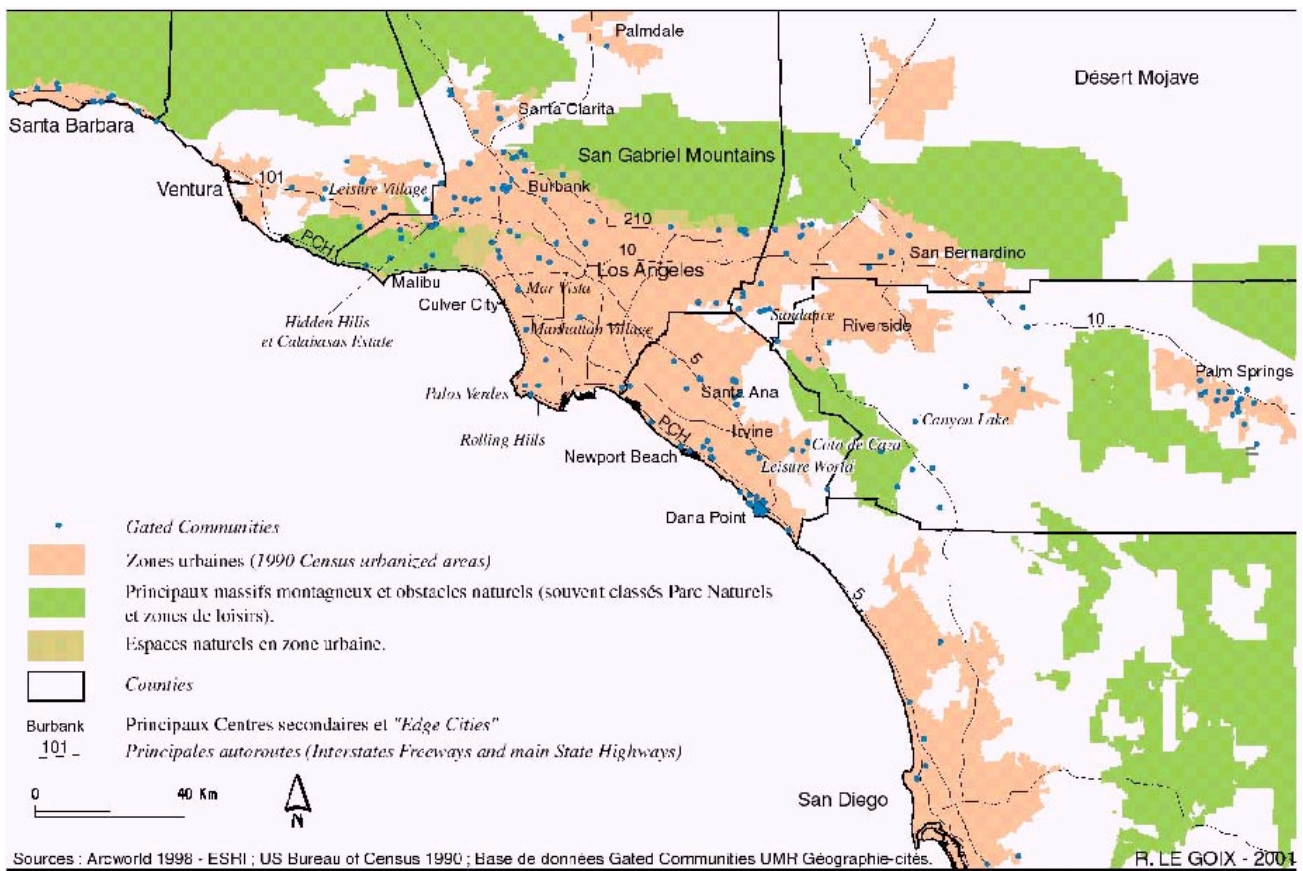 Palmdale
Désert Mojave
Santa Clarita
Santa Barbara
San Gabriel Mountains
Ventura
101
Leisure Village
Burbank
210
PCH
10
San Bernardino
Los Angeles
Malibu
Mar Vista
Culver City
Hidden Hills
et Calabasas Estate
Manhattan Village
Sundance
Riverside
10
5
Palm Springs
Palos Verdes
Santa Ana
Rolling Hills
PCH
Irvine
Canyon Lake
Coto de Caza
Newport Beach
Leisure World
Dana Point
5
San Diego
Gated Communities
Zones urbaines (1990 Census urbanized areas)
Principaux massifs montagneux et obstacles naturels (souvent classés Parc Naturels
et zones de loisirs).
Espaces naturels en zone urbaine.
Counties
Burbank Principaux Centres secondaires et "Edge Cities"
101 Principales autoroutes (Interstates Freeways and main State Highways)
0 40 Km
N
Sources : Arcworld 1998 - ESRI ; US Bureau of Census 1990 ; Base de données Gated Communities UMR Géographie-cités.
R. LE GOIX - 2001